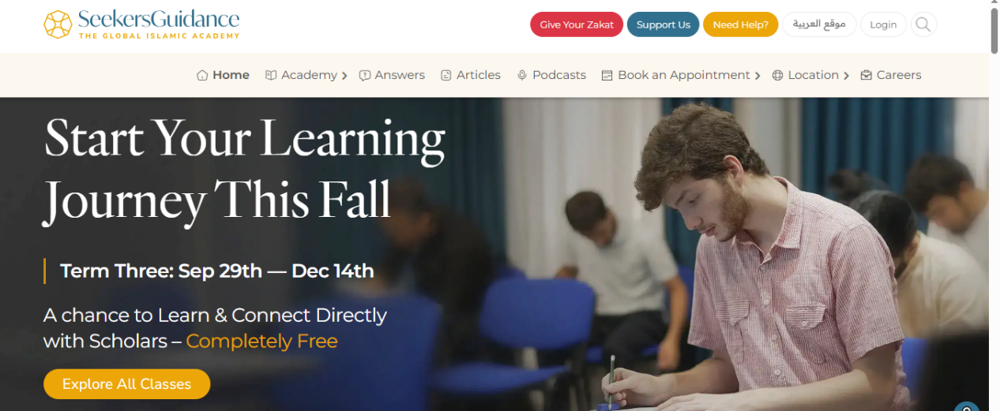 SeekersGuidance
THE GLOBAL ISLAMIC ACADEMY
Give Your Zakat
Support Us
Need Help?
موقع العربية
Login
Home
Academy
Answers
Articles
Podcasts
Book an Appointment
Location
Careers
Start Your Learning
Journey This Fall
Term Three: Sep 29th — Dec 14th
A chance to Learn & Connect Directly
with Scholars – Completely Free
Explore All Classes